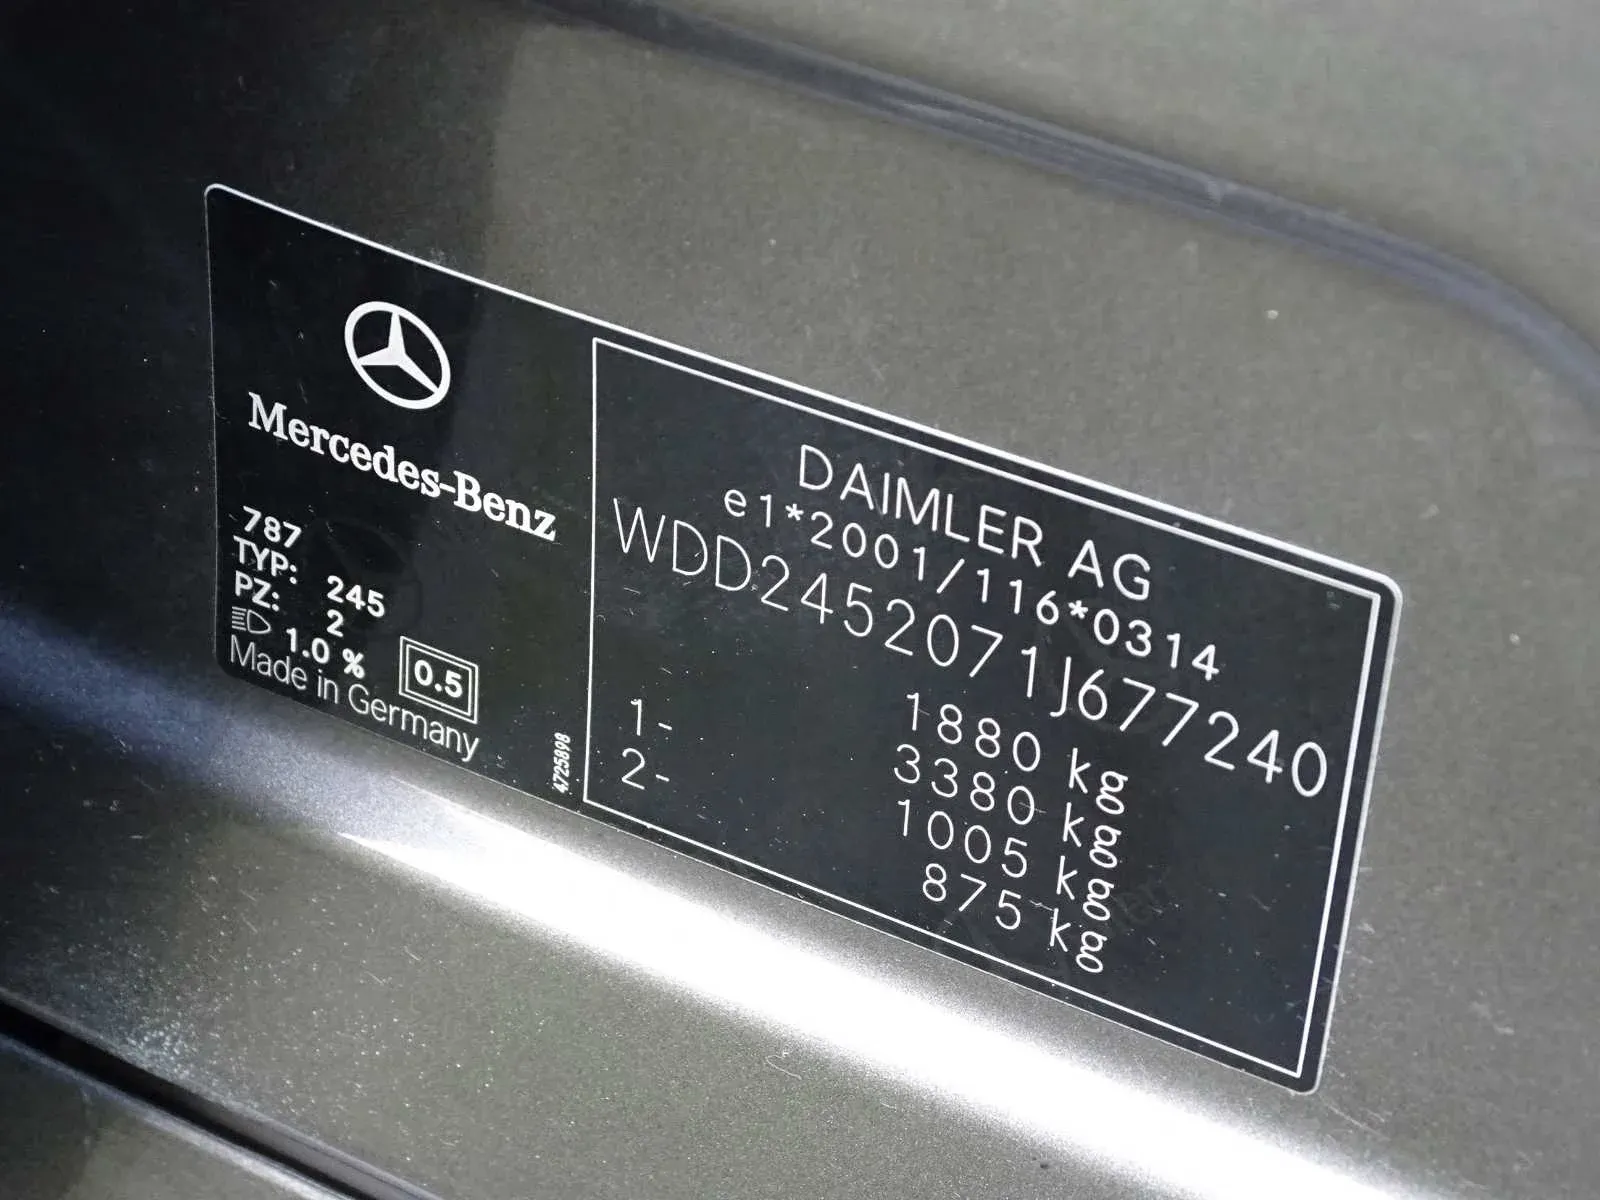 Mercedes-Benz
787
TYP: 245
PZ: 2
1.0 %
0.5
Made in Germany
4725898
DAIMLER AG
e1*2001/116*0314
WDD2452071J677240
1880 kg
3380 kg
1- 1005 kg
2- 875 kg